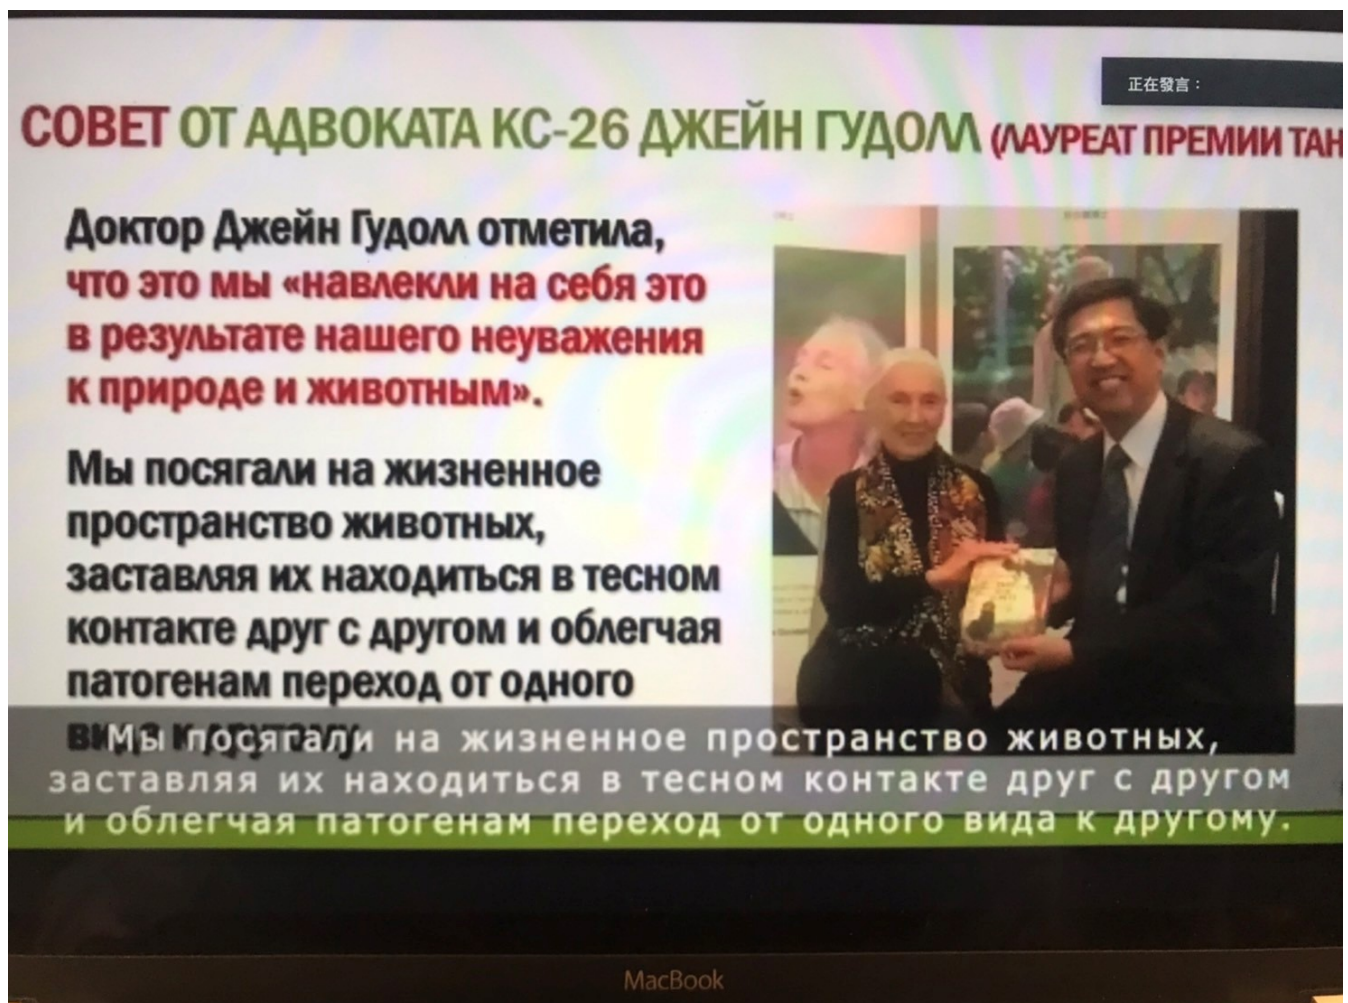 正在發言：
СОВЕТ ОТ АДВОКАТА КС-26 ДЖЕЙН ГУДОЛЛ (ЛАУРЕАТ ПРЕМИИ ТАН
Доктор Джейн Гудолл отметила,
что это мы «навлекли на себя это
в результате нашего неуважения
к природе и животным».
Мы посягали на жизненное
пространство животных,
заставляя их находиться в тесном
контакте друг с другом и облегчая
патогенам переход от одного
вида к другому.
Мы посягали на жизненное пространство животных,
заставляя их находиться в тесном контакте друг с другом
и облегчая патогенам переход от одного вида к другому.
MacBook